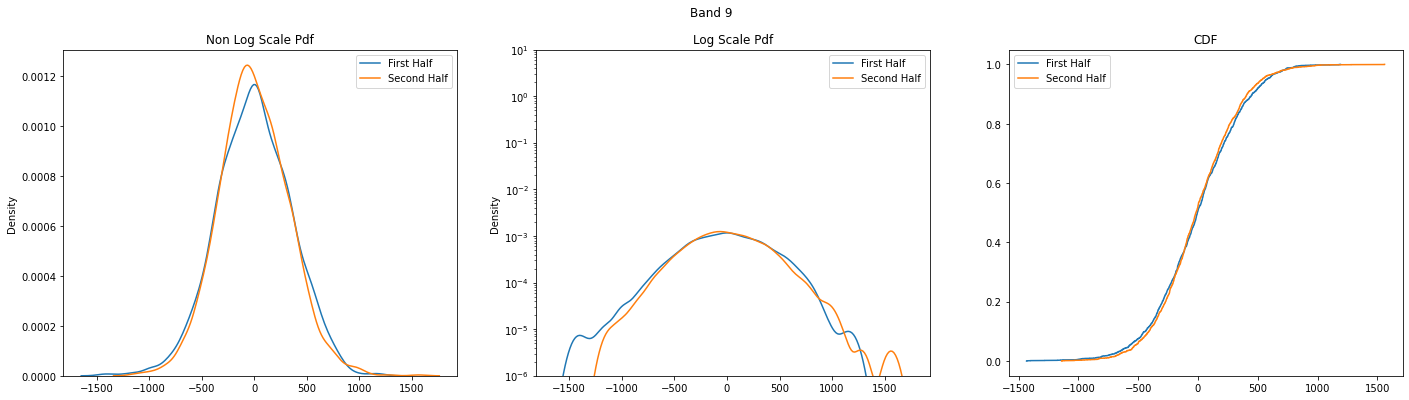 Band 9
Non Log Scale Pdf
Density
0.0012
0.0010
0.0008
0.0006
0.0004
0.0002
0.0000
First Half
Second Half
−1500 −1000 −500 0 500 1000 1500
Log Scale Pdf
Density
10^1
10^0
10^−1
10^−2
10^−3
10^−4
10^−5
10^−6
First Half
Second Half
−1500 −1000 −500 0 500 1000 1500
CDF
1.0
0.8
0.6
0.4
0.2
0.0
First Half
Second Half
−1500 −1000 −500 0 500 1000 1500